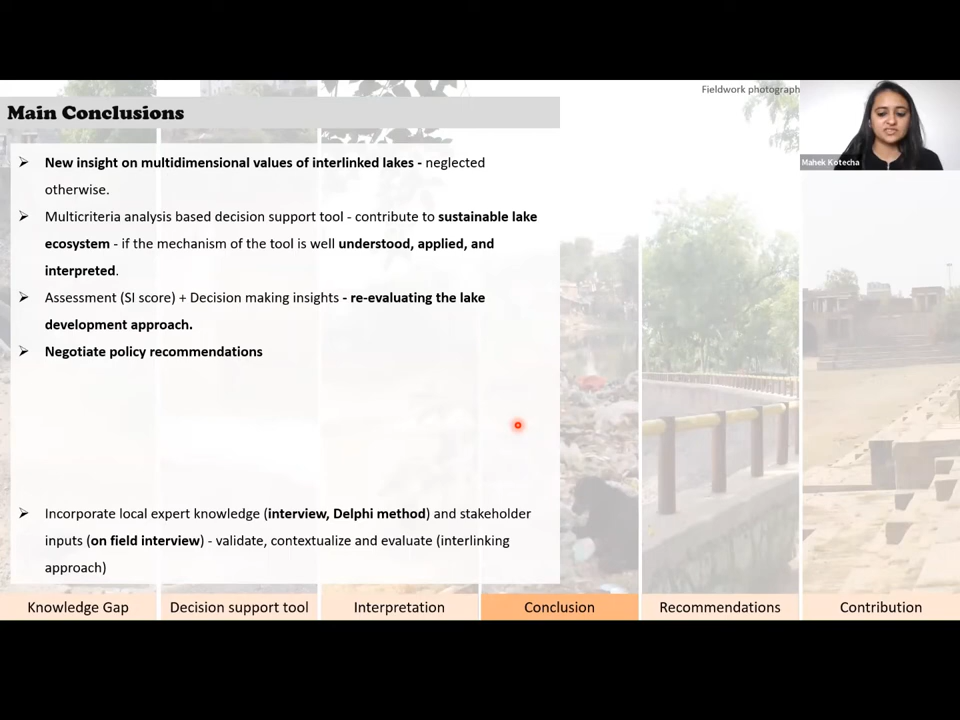 Fieldwork photograph
Main Conclusions
Mahek Kotecha
➢ New insight on multidimensional values of interlinked lakes - neglected
otherwise.
➢ Multicriteria analysis based decision support tool - contribute to sustainable lake
ecosystem - if the mechanism of the tool is well understood, applied, and
interpreted.
➢ Assessment (SI score) + Decision making insights - re-evaluating the lake
development approach.
➢ Negotiate policy recommendations
➢ Incorporate local expert knowledge (interview, Delphi method) and stakeholder
inputs (on field interview) - validate, contextualize and evaluate (interlinking
approach)
Knowledge Gap Decision support tool Interpretation Conclusion Recommendations Contribution